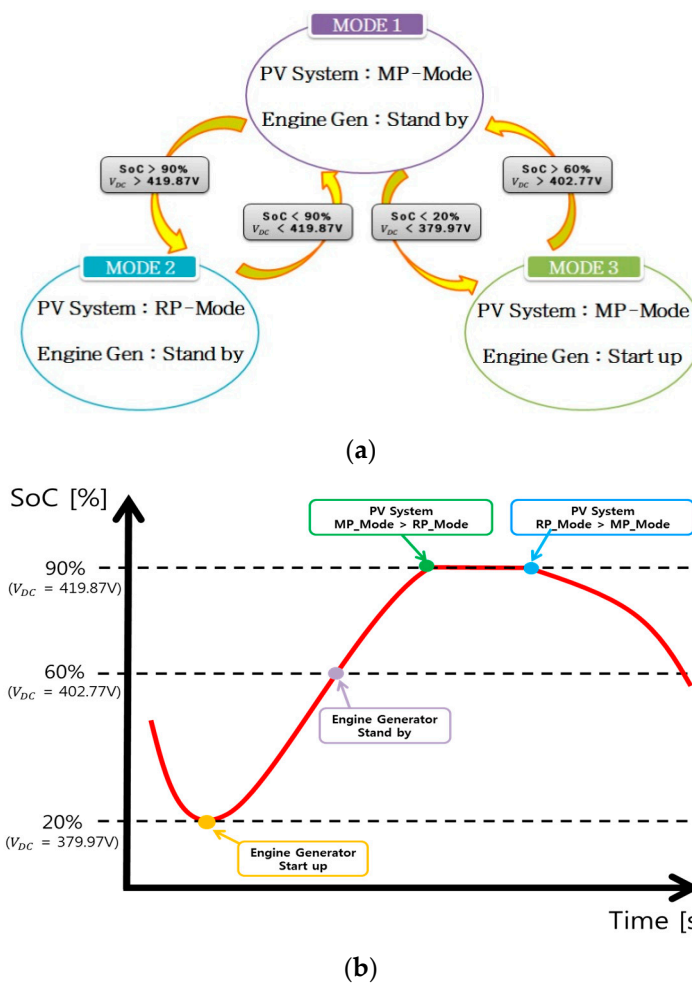 MODE 1
PV System : MP-Mode
Engine Gen : Stand by
SoC > 90%
V_DC > 419.87V
SoC < 90%
V_DC < 419.87V
SoC < 20%
V_DC < 379.97V
SoC > 60%
V_DC > 402.77V
MODE 2
PV System : RP-Mode
Engine Gen : Stand by
MODE 3
PV System : MP-Mode
Engine Gen : Start up
(a)
SoC [%]
PV System
MP_Mode > RP_Mode
PV System
RP_Mode > MP_Mode
90%
(V_DC = 419.87V)
60%
(V_DC = 402.77V)
Engine Generator
Stand by
20%
(V_DC = 379.97V)
Engine Generator
Start up
Time [s
(b)